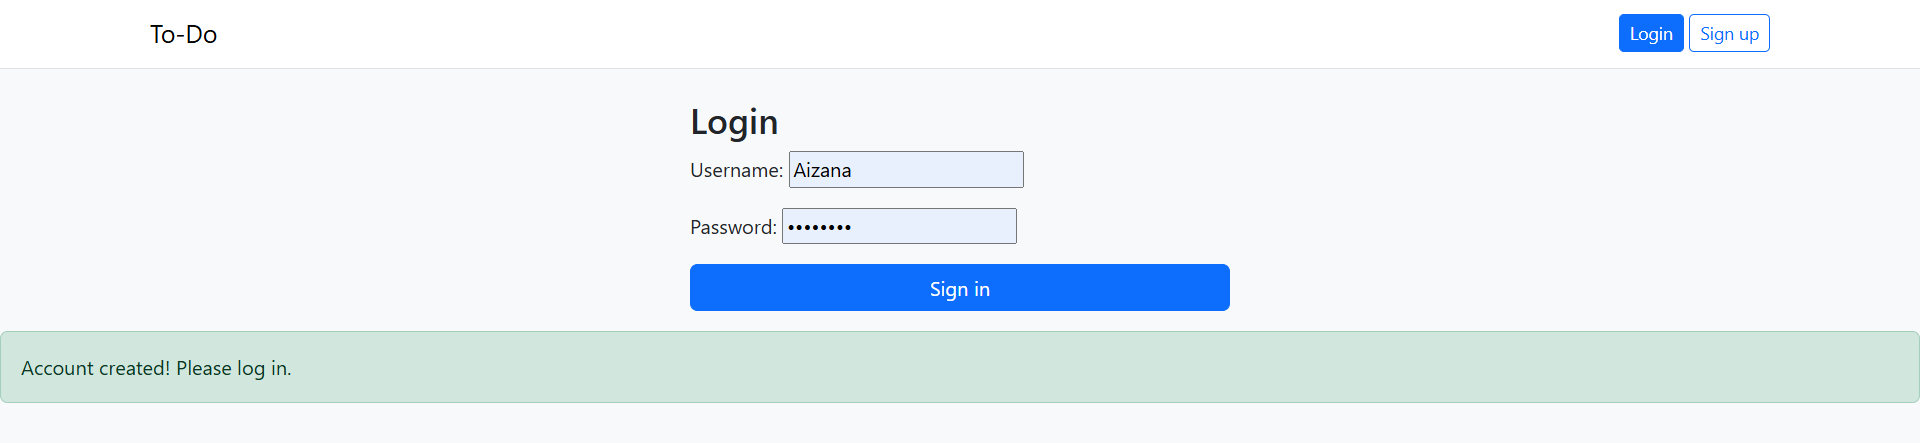 To-Do
Login Sign up
Login
Username: Aizana
Password: ••••••••
Sign in
Account created! Please log in.